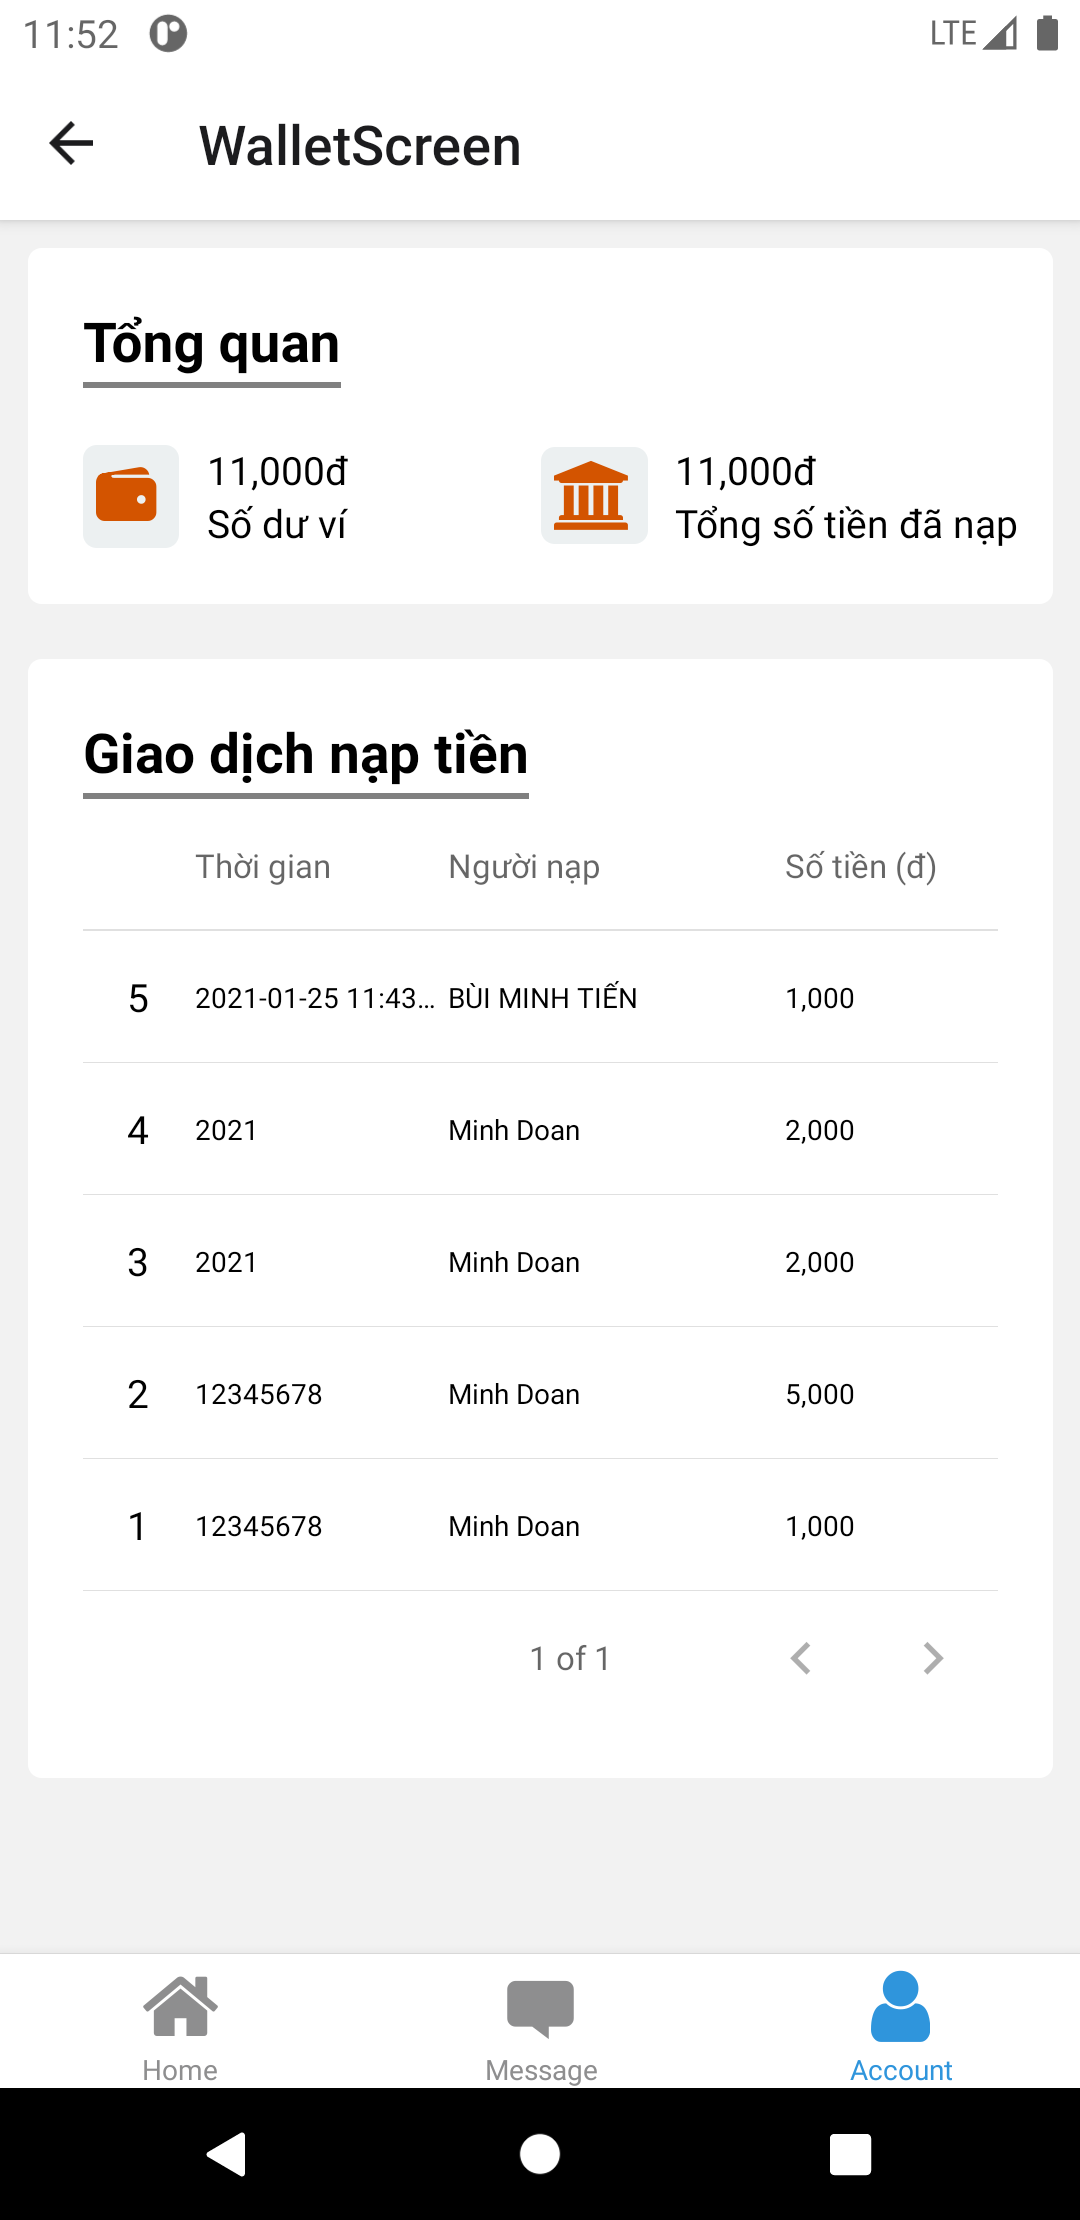 11:52 LTE
WalletScreen
Tổng quan
11,000đ
Số dư ví
11,000đ
Tổng số tiền đã nạp
Giao dịch nạp tiền
Thời gian Người nạp Số tiền (đ)
5 2021-01-25 11:43... BÙI MINH TIẾN 1,000
4 2021 Minh Doan 2,000
3 2021 Minh Doan 2,000
2 12345678 Minh Doan 5,000
1 12345678 Minh Doan 1,000
1 of 1
Home Message Account